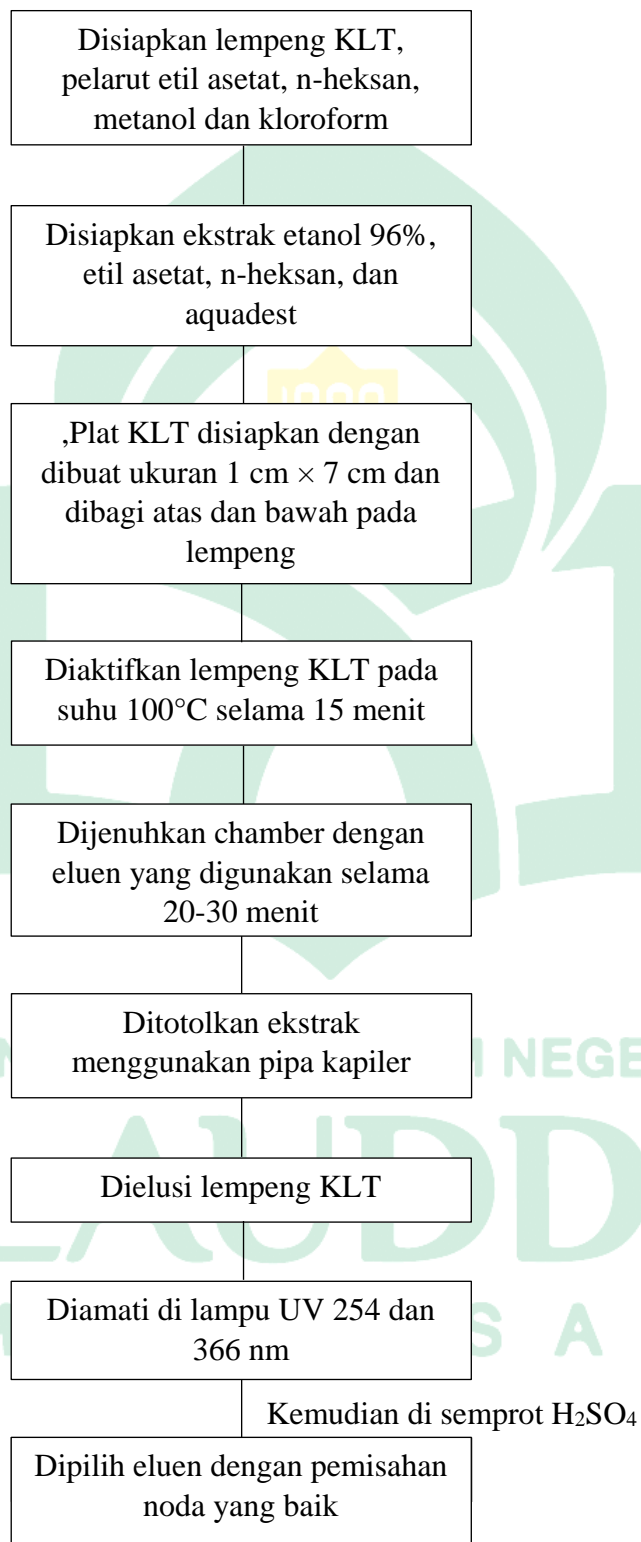 Disiapkan lempeng KLT,
pelarut etil asetat, n-heksan,
metanol dan kloroform
Disiapkan ekstrak etanol 96%,
etil asetat, n-heksan, dan
aquadest
,Plat KLT disiapkan dengan
dibuat ukuran 1 cm × 7 cm dan
dibagi atas dan bawah pada
lempeng
Diaktifkan lempeng KLT pada
suhu 100°C selama 15 menit
Dijenuhkan chamber dengan
eluen yang digunakan selama
20-30 menit
Ditotolkan ekstrak
menggunakan pipa kapiler
NEGE
Dielusi lempeng KLT
LAUDD
Diamati di lampu UV 254 dan
366 nm
S A
Kemudian di semprot H₂SO₄
Dipilih eluen dengan pemisahan
noda yang baik